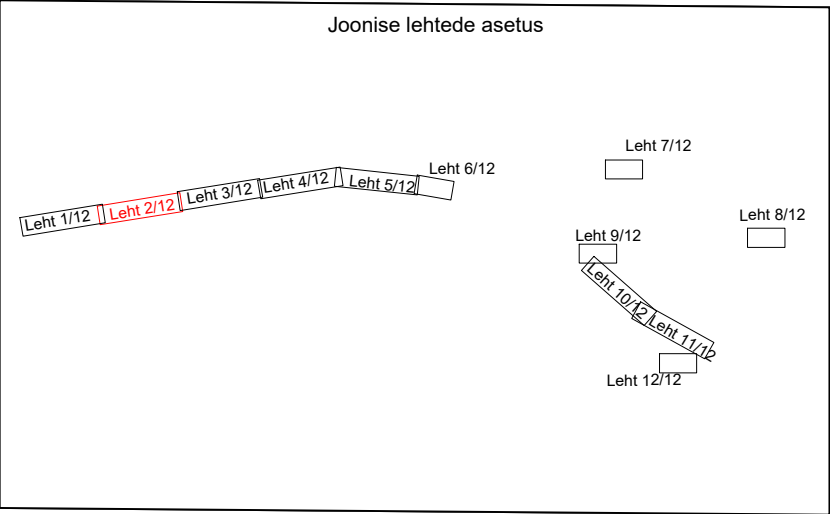 Joonise lehtede asetus
Leht 1/12
Leht 2/12
Leht 3/12
Leht 4/12
Leht 5/12
Leht 6/12
Leht 7/12
Leht 8/12
Leht 9/12
Leht 10/12
Leht 11/12
Leht 12/12